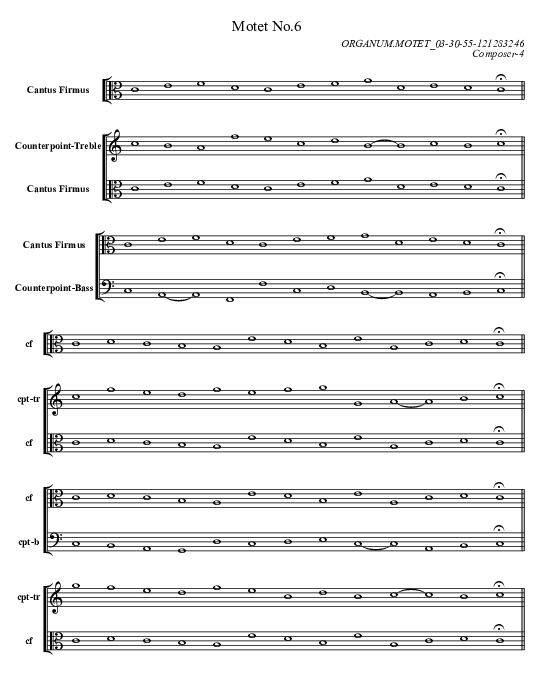 Motet No.6
ORGANUM.MOTET_03-30-55-121283246
Composer-4
Cantus Firmus
Counterpoint-Treble
Cantus Firmus
Cantus Firmus
Counterpoint-Bass
cf
cpt-tr
cf
cf
cpt-b
cpt-tr
cf